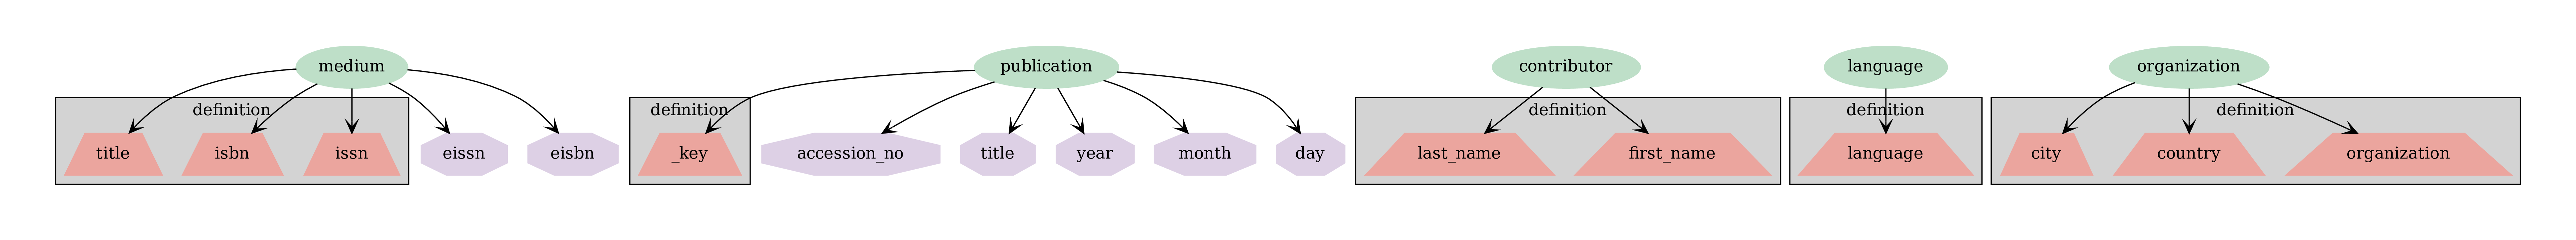 medium
publication
contributor
language
organization
definition
definition
definition
definition
definition
title
isbn
issn
eissn
eisbn
_key
accession_no
title
year
month
day
last_name
first_name
language
city
country
organization